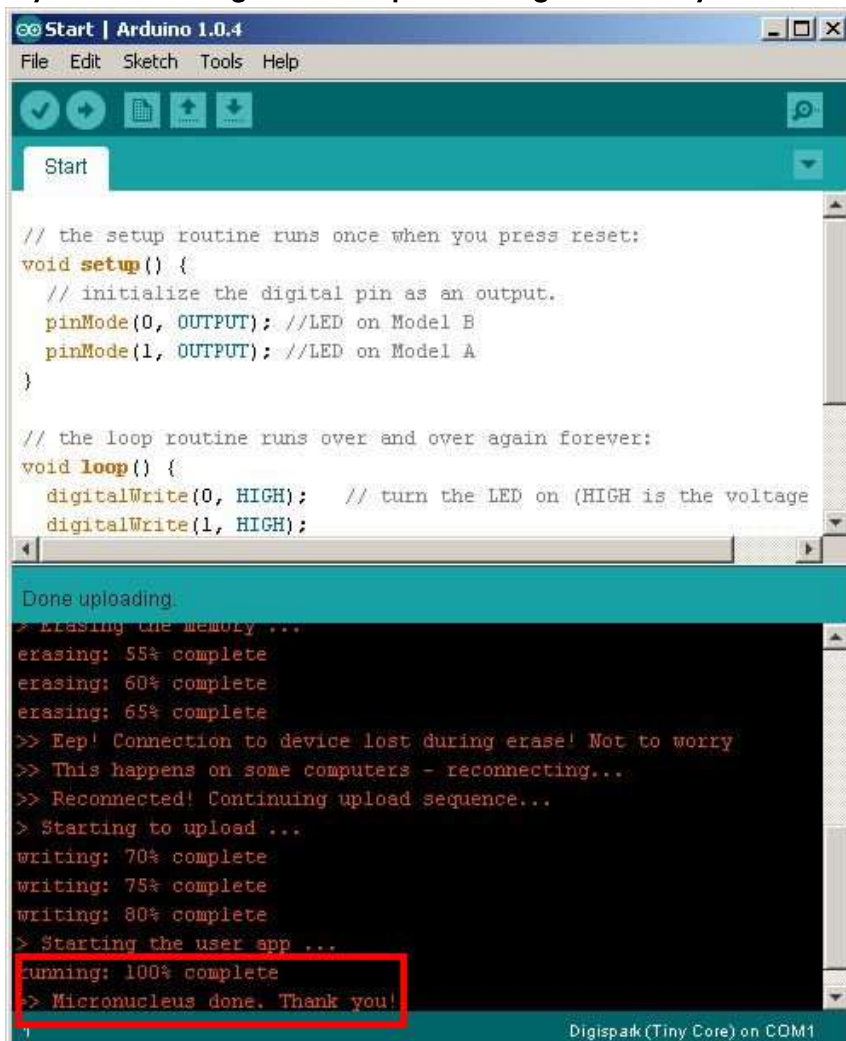 Start | Arduino 1.0.4
File Edit Sketch Tools Help
Start
// the setup routine runs once when you press reset:
void setup() {
// initialize the digital pin as an output.
pinMode(0, OUTPUT); //LED on Model B
pinMode(1, OUTPUT); //LED on Model A
}
// the loop routine runs over and over again forever:
void loop() {
digitalWrite(0, HIGH); // turn the LED on (HIGH is the voltage
digitalWrite(1, HIGH);
Done uploading.
> Erasing the memory ...
erasing: 55% complete
erasing: 60% complete
erasing: 65% complete
>> Eep! Connection to device lost during erase! Not to worry
>> This happens on some computers - reconnecting...
>> Reconnected! Continuing upload sequence...
> Starting to upload ...
writing: 70% complete
writing: 75% complete
writing: 80% complete
> Starting the user app ...
running: 100% complete
>> Micronucleus done. Thank you!
1 Digispark (Tiny Core) on COM1